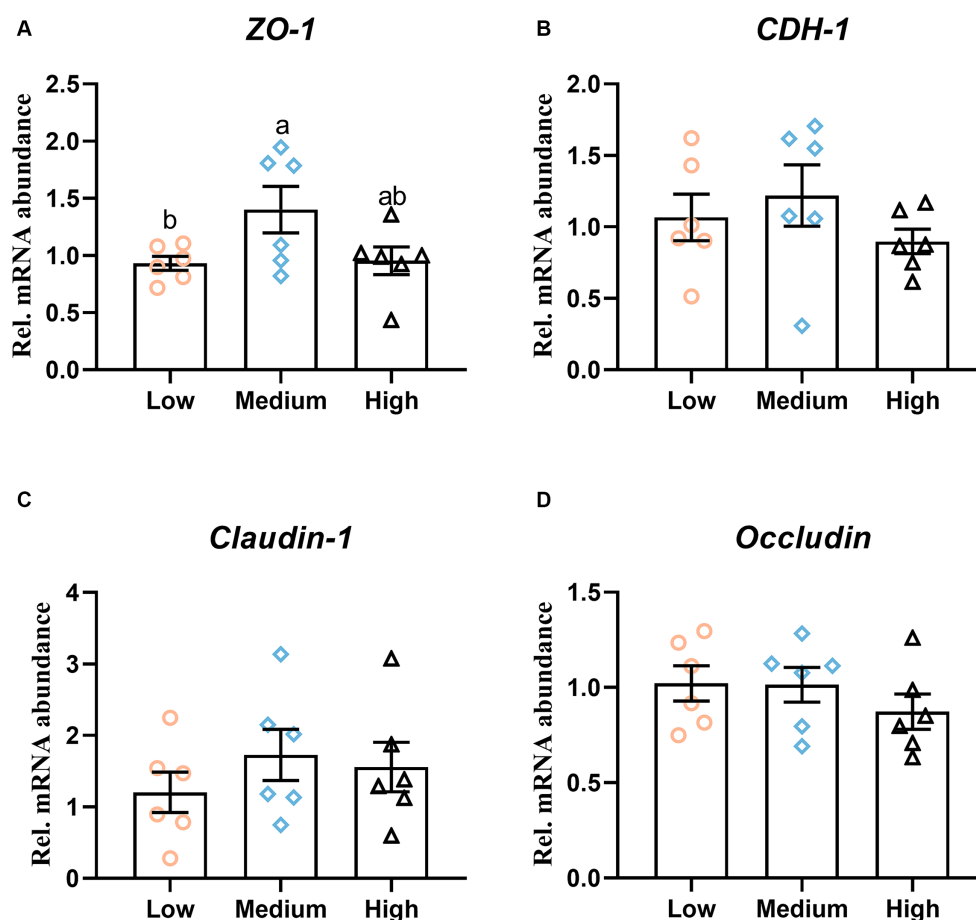 A
ZO-1
Rel. mRNA abundance
2.5
2.0
1.5
1.0
0.5
0.0
b
a
ab
Low Medium High
B
CDH-1
Rel. mRNA abundance
2.0
1.5
1.0
0.5
0.0
Low Medium High
C
Claudin-1
Rel. mRNA abundance
4
3
2
1
0
Low Medium High
D
Occludin
Rel. mRNA abundance
1.5
1.0
0.5
0.0
Low Medium High